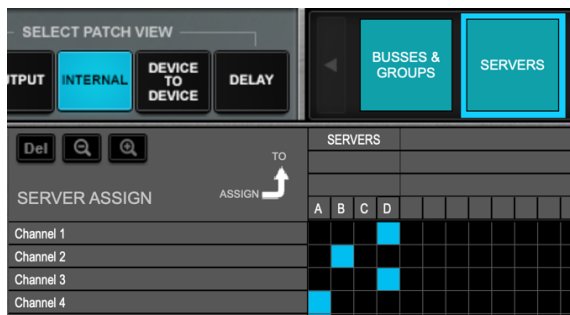 SELECT PATCH VIEW
TPUT
INTERNAL
DEVICE
TO
DEVICE
DELAY
BUSSES &
GROUPS
SERVERS
Del
TO
SERVERS
SERVER ASSIGN
ASSIGN
A B C D
Channel 1
Channel 2
Channel 3
Channel 4